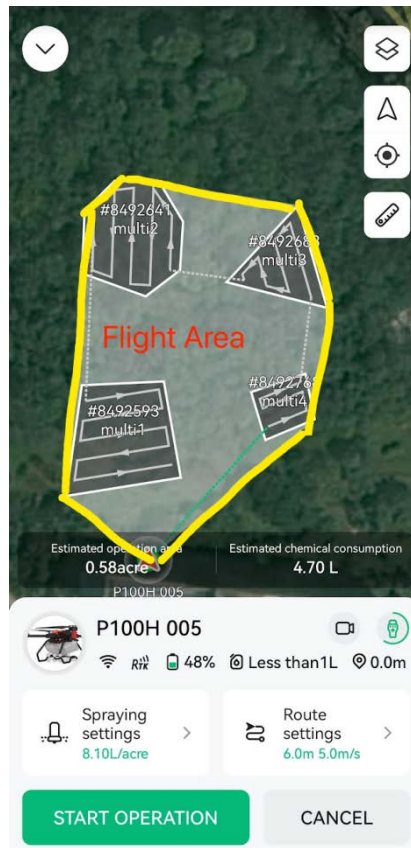 #8492641
multi2
#8492683
multi3
Flight Area
#849276
multi4
#8492593
multi1
Estimated operation area
Estimated chemical consumption
0.58acre
4.70 L
P100H 005
P100H 005
RTK
48%
Less than1L
0.0m
Spraying
settings
8.10L/acre
Route
settings
6.0m 5.0m/s
START OPERATION
CANCEL